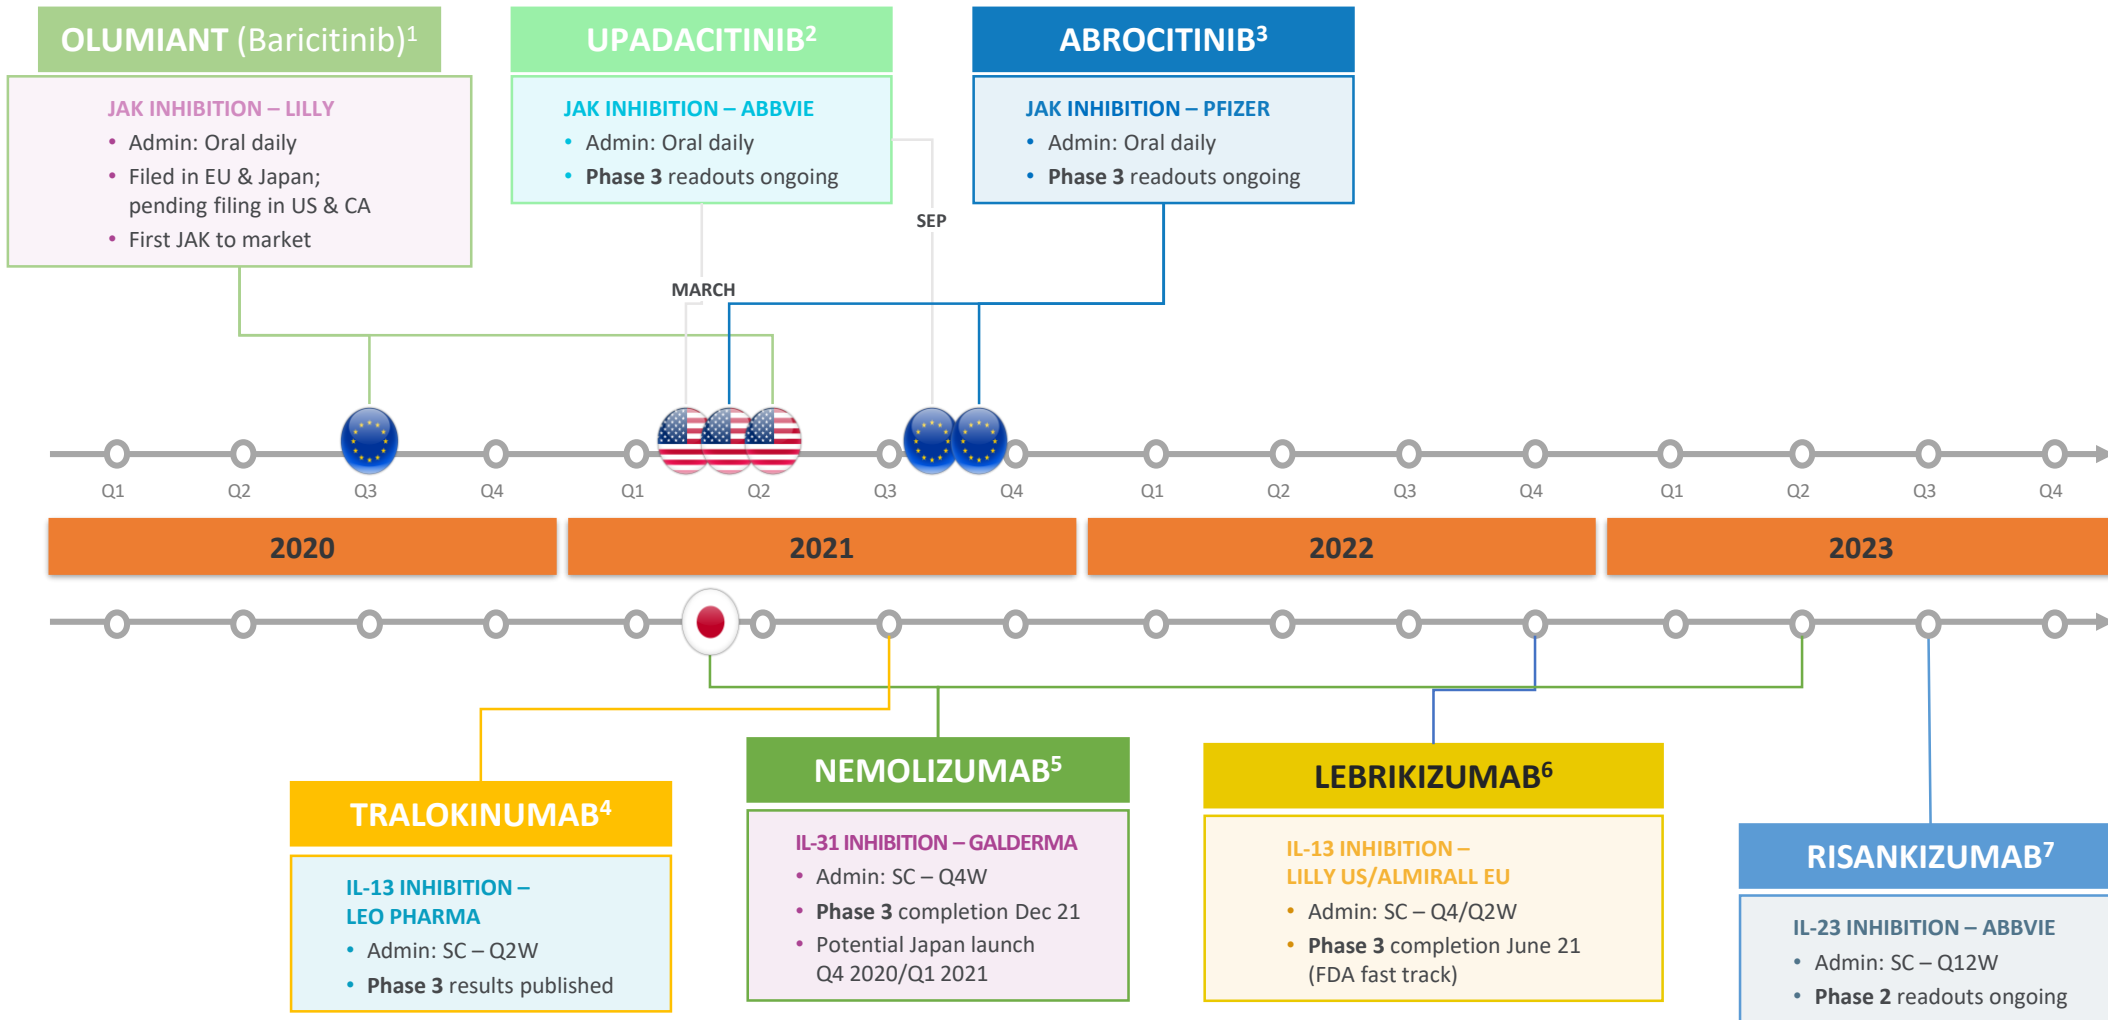 OLUMIANT (Baricitinib)1
JAK INHIBITION – LILLY
• Admin: Oral daily
• Filed in EU & Japan;
pending filing in US & CA
• First JAK to market
UPADACITINIB2
JAK INHIBITION – ABBVIE
• Admin: Oral daily
• Phase 3 readouts ongoing
ABROCITINIB3
JAK INHIBITION – PFIZER
• Admin: Oral daily
• Phase 3 readouts ongoing
SEP
MARCH
Q1 Q2 Q3 Q4 Q1 Q2 Q3 Q4 Q1 Q2 Q3 Q4 Q1 Q2 Q3 Q4
2020 2021 2022 2023
TRALOKINUMAB4
IL-13 INHIBITION –
LEO PHARMA
• Admin: SC – Q2W
• Phase 3 results published
NEMOLIZUMAB5
IL-31 INHIBITION – GALDERMA
• Admin: SC – Q4W
• Phase 3 completion Dec 21
• Potential Japan launch
Q4 2020/Q1 2021
LEBRIKIZUMAB6
IL-13 INHIBITION –
LILLY US/ALMIRALL EU
• Admin: SC – Q4/Q2W
• Phase 3 completion June 21
(FDA fast track)
RISANKIZUMAB7
IL-23 INHIBITION – ABBVIE
• Admin: SC – Q12W
• Phase 2 readouts ongoing